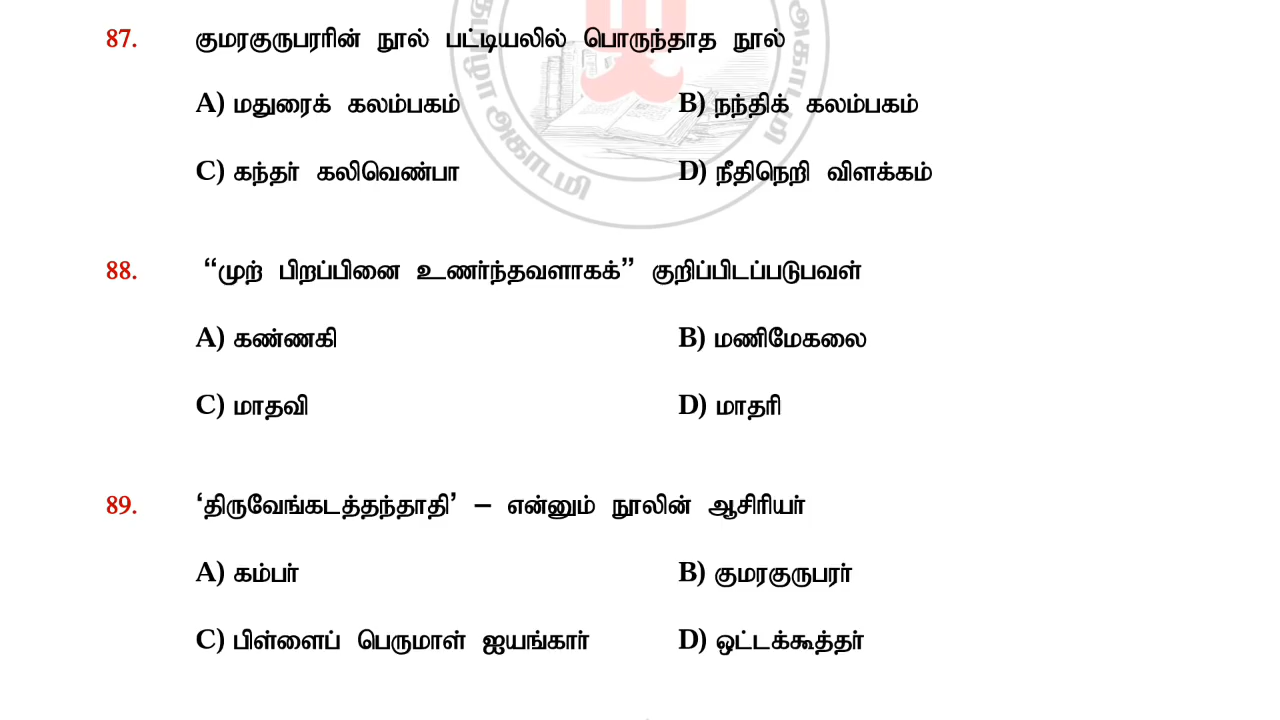 87. குமரகுருபரரின் நூல் பட்டியலில் பொருந்தாத நூல்
A) மதுரைக் கலம்பகம் B) நந்திக் கலம்பகம்
C) கந்தர் கலிவெண்பா D) நீதிநெறி விளக்கம்
அகாடமி
88. “முற் பிறப்பினை உணர்ந்தவளாகக்” குறிப்பிடப்படுபவள்
A) கண்ணகி B) மணிமேகலை
C) மாதவி D) மாதரி
89. ‘திருவேங்கடத்தந்தாதி’ – என்னும் நூலின் ஆசிரியர்
A) கம்பர் B) குமரகுருபரர்
C) பிள்ளைப் பெருமாள் ஐயங்கார் D) ஒட்டக்கூத்தர்